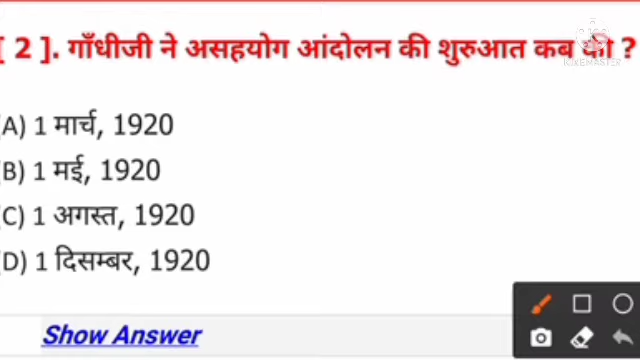 [ 2 ]. गाँधीजी ने असहयोग आंदोलन की शुरुआत कब की ?
KINEMASTER
(A) 1 मार्च, 1920
(B) 1 मई, 1920
(C) 1 अगस्त, 1920
(D) 1 दिसम्बर, 1920
Show Answer